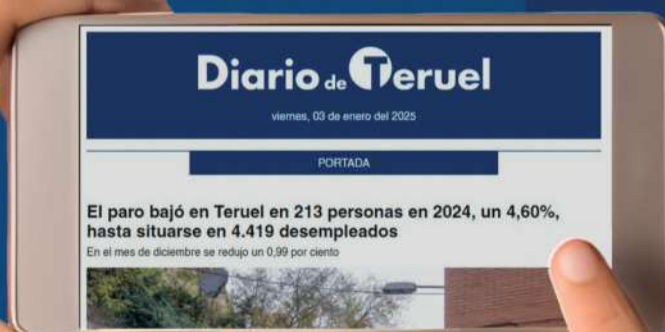 Diario de Teruel
viernes, 03 de enero del 2025
PORTADA
El paro bajó en Teruel en 213 personas en 2024, un 4,60%,
hasta situarse en 4.419 desempleados
En el mes de diciembre se redujo un 0,99 por ciento